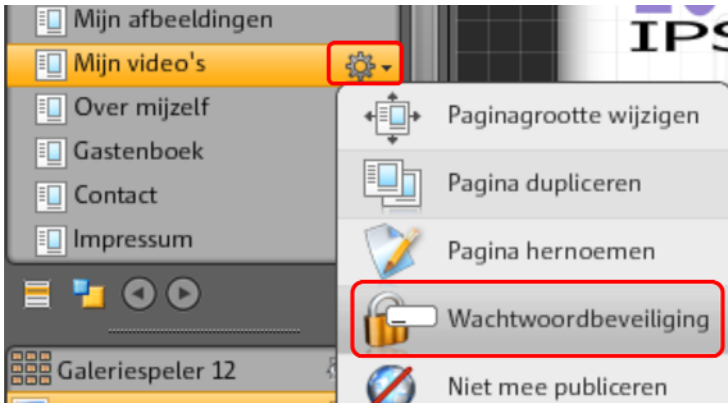 Mijn afbeeldingen
IPS
Mijn video's
Over mijzelf
Gastenboek
Contact
Impressum
Galeriespeler 12
Paginagrootte wijzigen
Pagina dupliceren
Pagina hernoemen
Wachtwoordbeveiliging
Niet mee publiceren